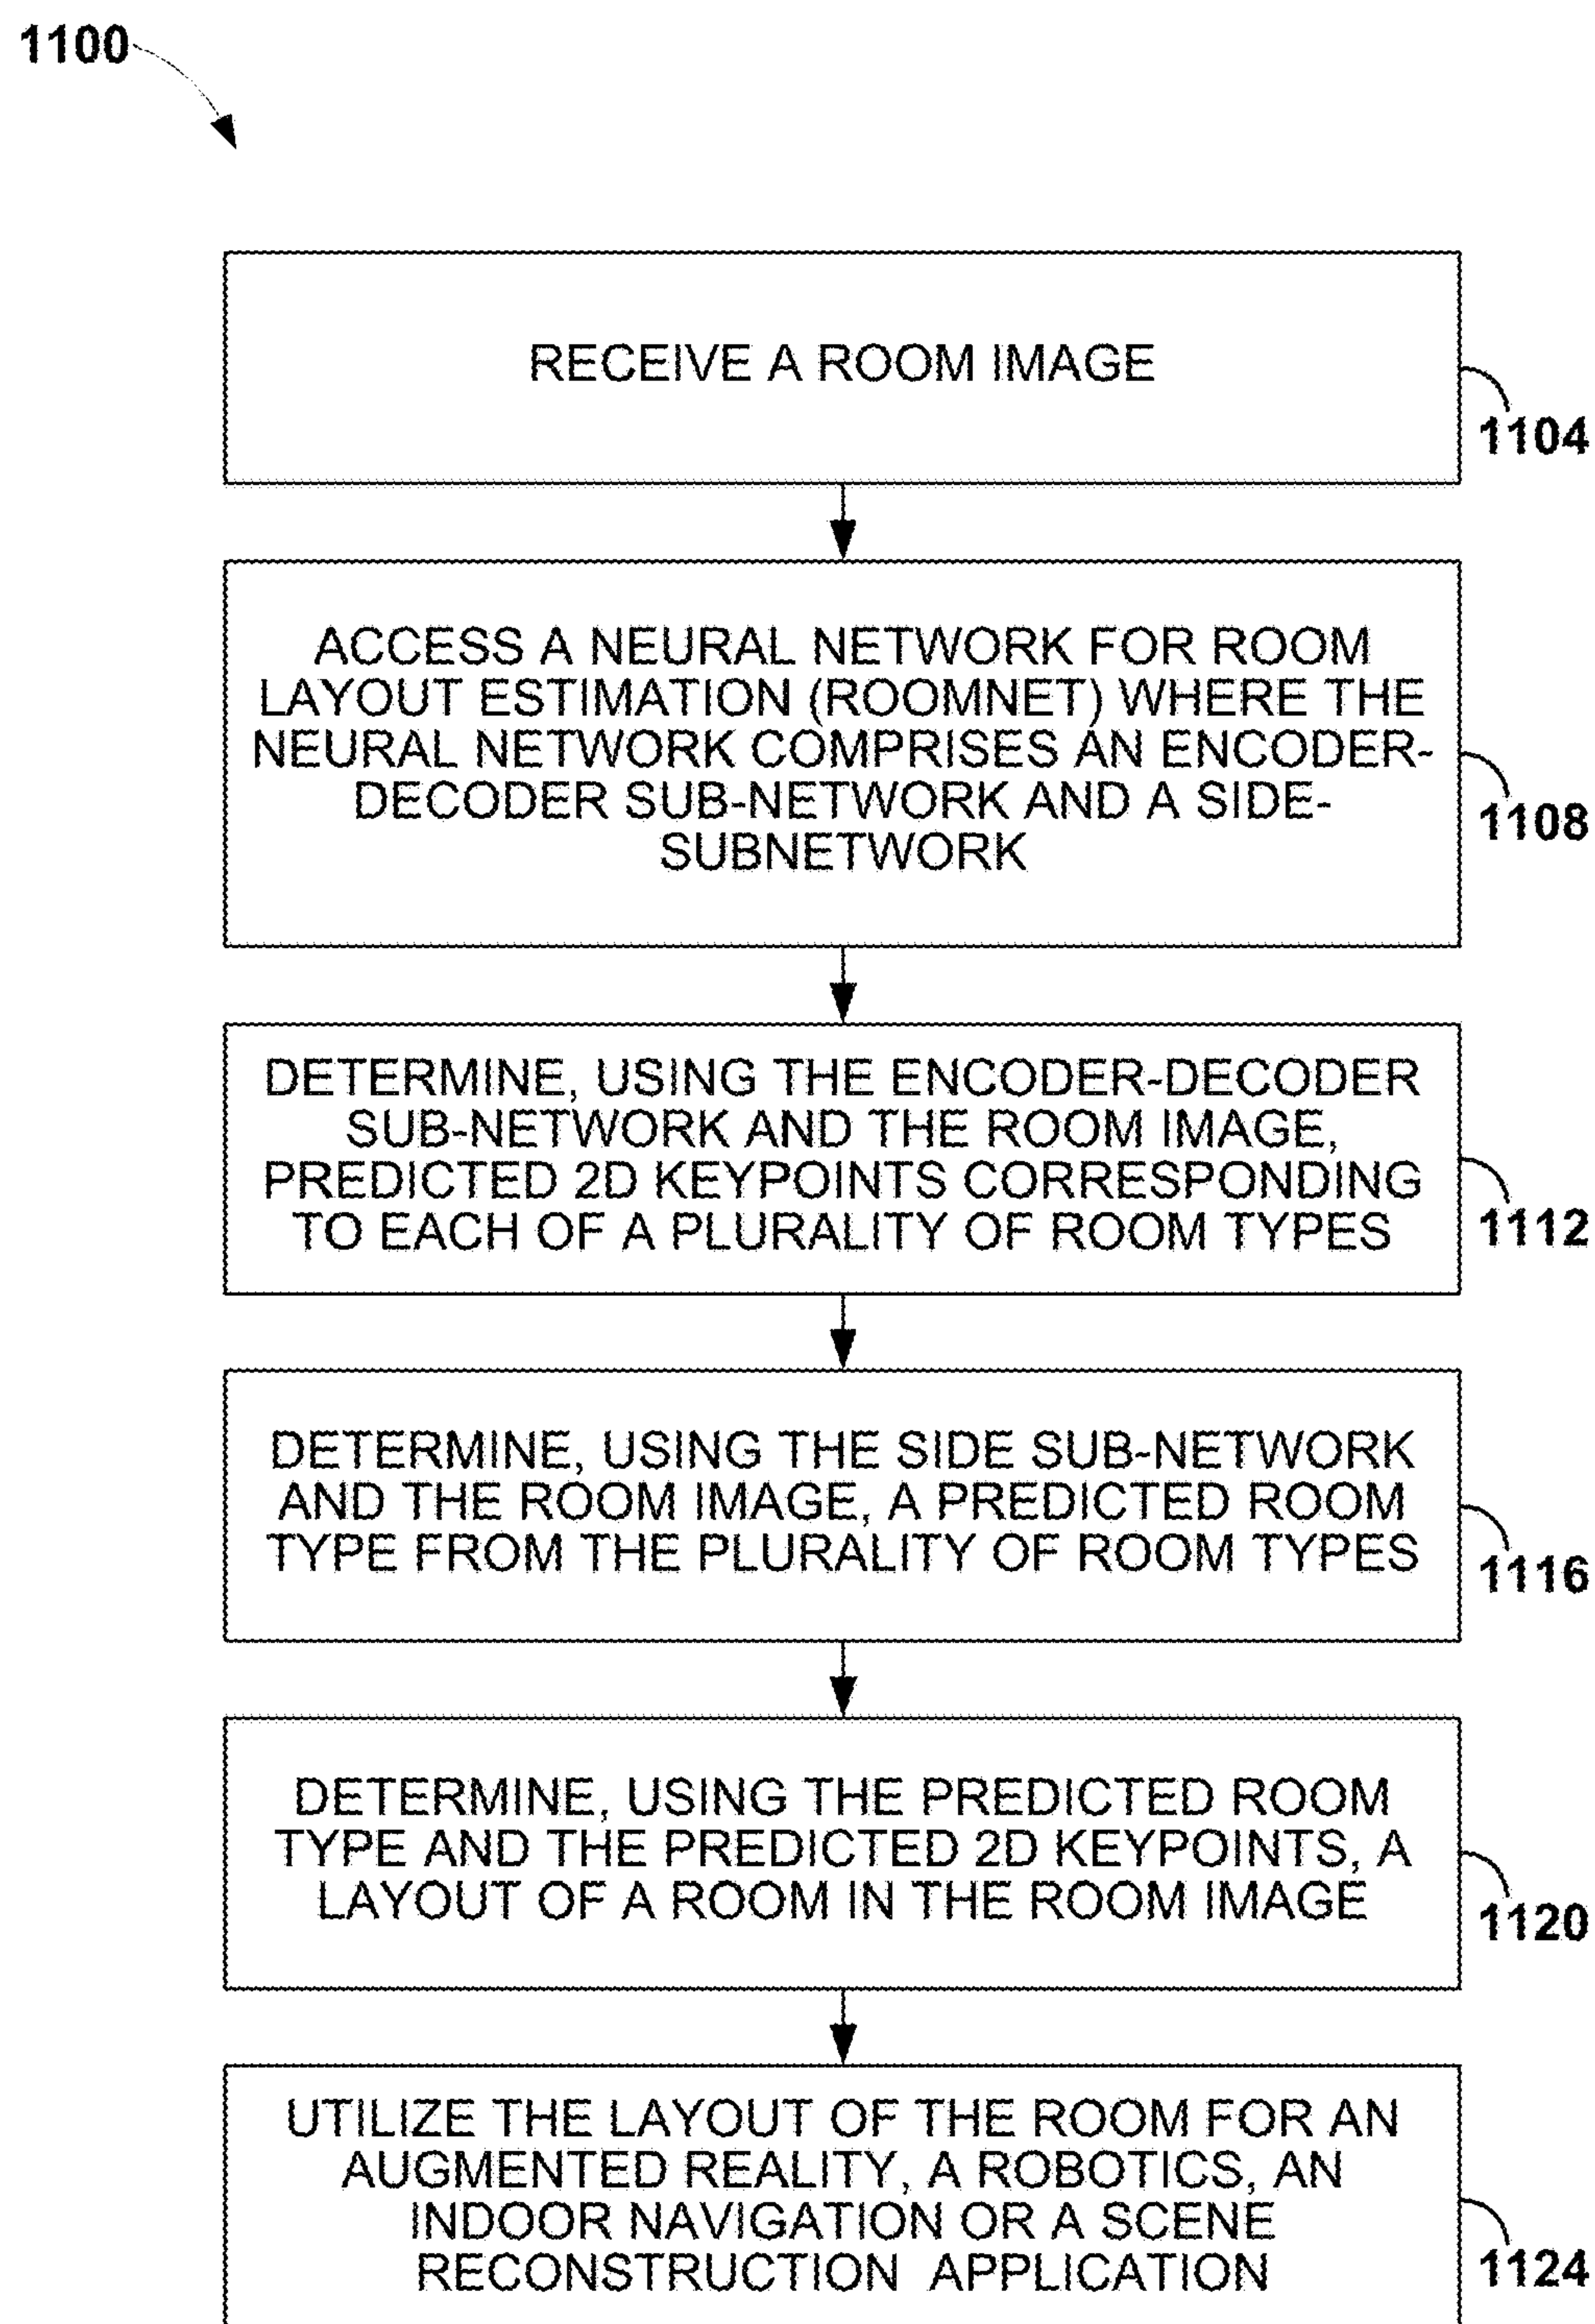 1100
RECEIVE A ROOM IMAGE
1104
ACCESS A NEURAL NETWORK FOR ROOM
LAYOUT ESTIMATION (ROOMNET) WHERE THE
NEURAL NETWORK COMPRISES AN ENCODER-
DECODER SUB-NETWORK AND A SIDE-
SUBNETWORK
1108
DETERMINE, USING THE ENCODER-DECODER
SUB-NETWORK AND THE ROOM IMAGE,
PREDICTED 2D KEYPOINTS CORRESPONDING
TO EACH OF A PLURALITY OF ROOM TYPES
1112
DETERMINE, USING THE SIDE SUB-NETWORK
AND THE ROOM IMAGE, A PREDICTED ROOM
TYPE FROM THE PLURALITY OF ROOM TYPES
1116
DETERMINE, USING THE PREDICTED ROOM
TYPE AND THE PREDICTED 2D KEYPOINTS, A
LAYOUT OF A ROOM IN THE ROOM IMAGE
1120
UTILIZE THE LAYOUT OF THE ROOM FOR AN
AUGMENTED REALITY, A ROBOTICS, AN
INDOOR NAVIGATION OR A SCENE
RECONSTRUCTION APPLICATION
1124